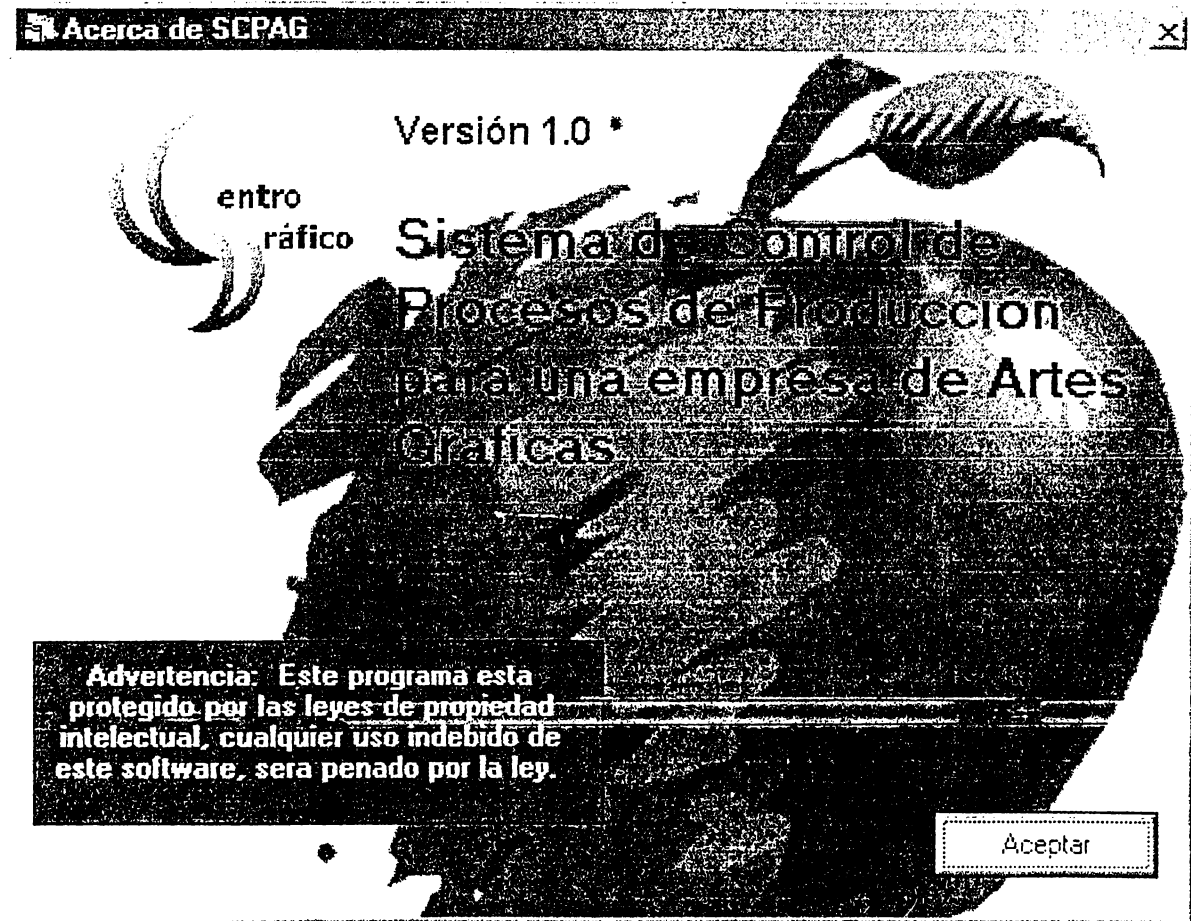 Acerca de SCPAG
Versión 1.0
entro
ráfico
Sistema de Control de
Procesos de Produccion
para una empresa de Artes
Graficas.
Advertencia: Este programa esta
protegido por las leyes de propiedad
intelectual, cualquier uso indebido de
este software, sera penado por la ley.
Aceptar